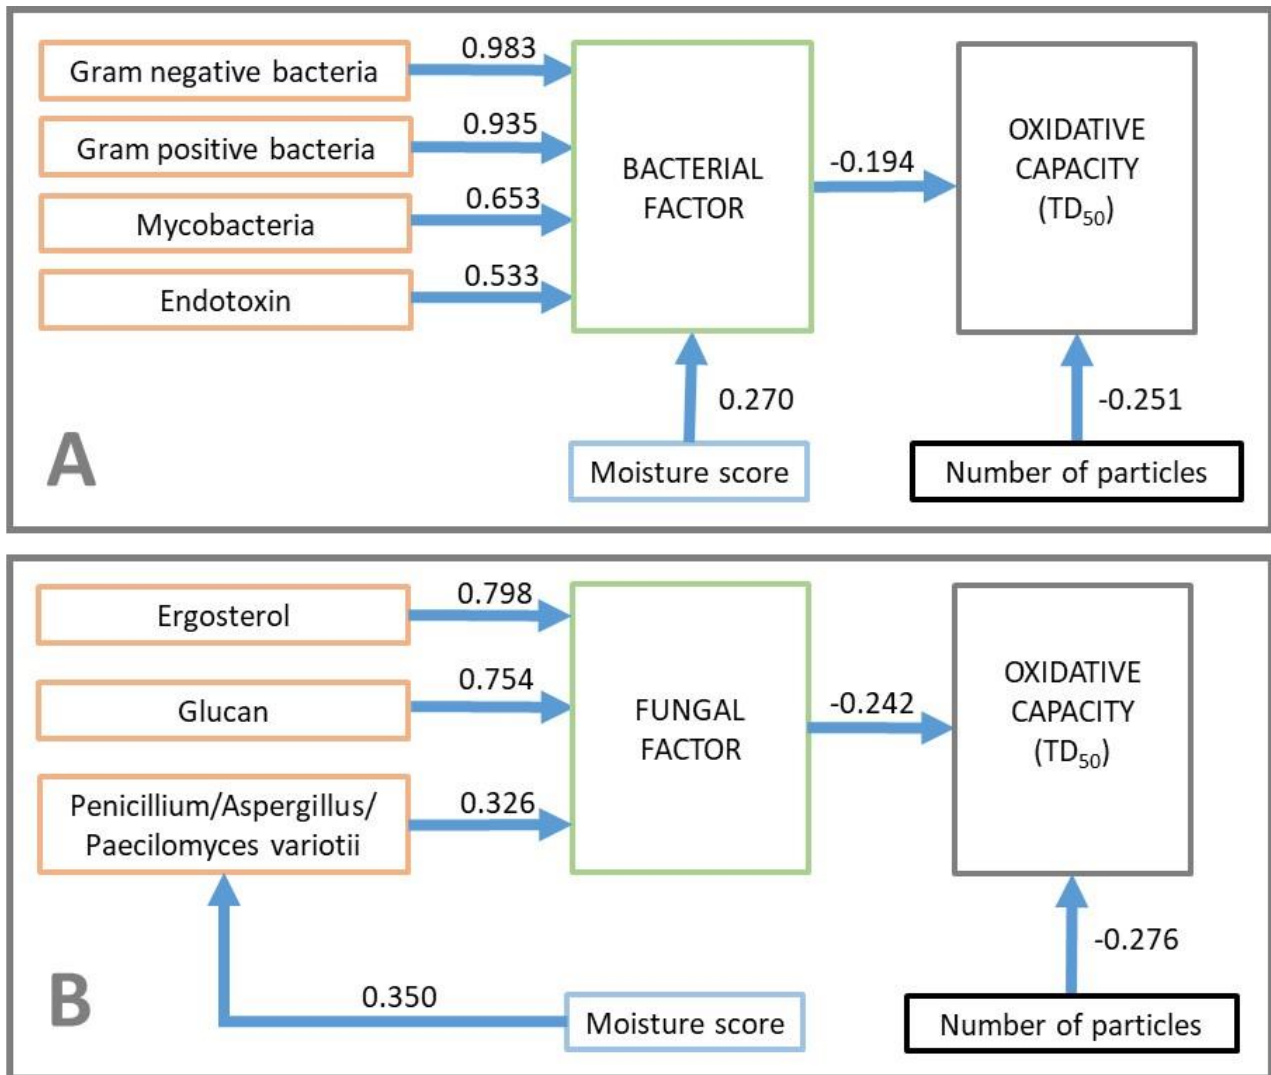 Gram negative bacteria
0.983
Gram positive bacteria
0.935
Mycobacteria
0.653
Endotoxin
0.533
BACTERIAL
FACTOR
-0.194
OXIDATIVE
CAPACITY
(TD50)
0.270
-0.251
A
Moisture score
Number of particles
Ergosterol
0.798
Glucan
0.754
Penicillium/Aspergillus/
Paecilomyces variotii
0.326
FUNGAL
FACTOR
-0.242
OXIDATIVE
CAPACITY
(TD50)
-0.276
B
0.350
Moisture score
Number of particles